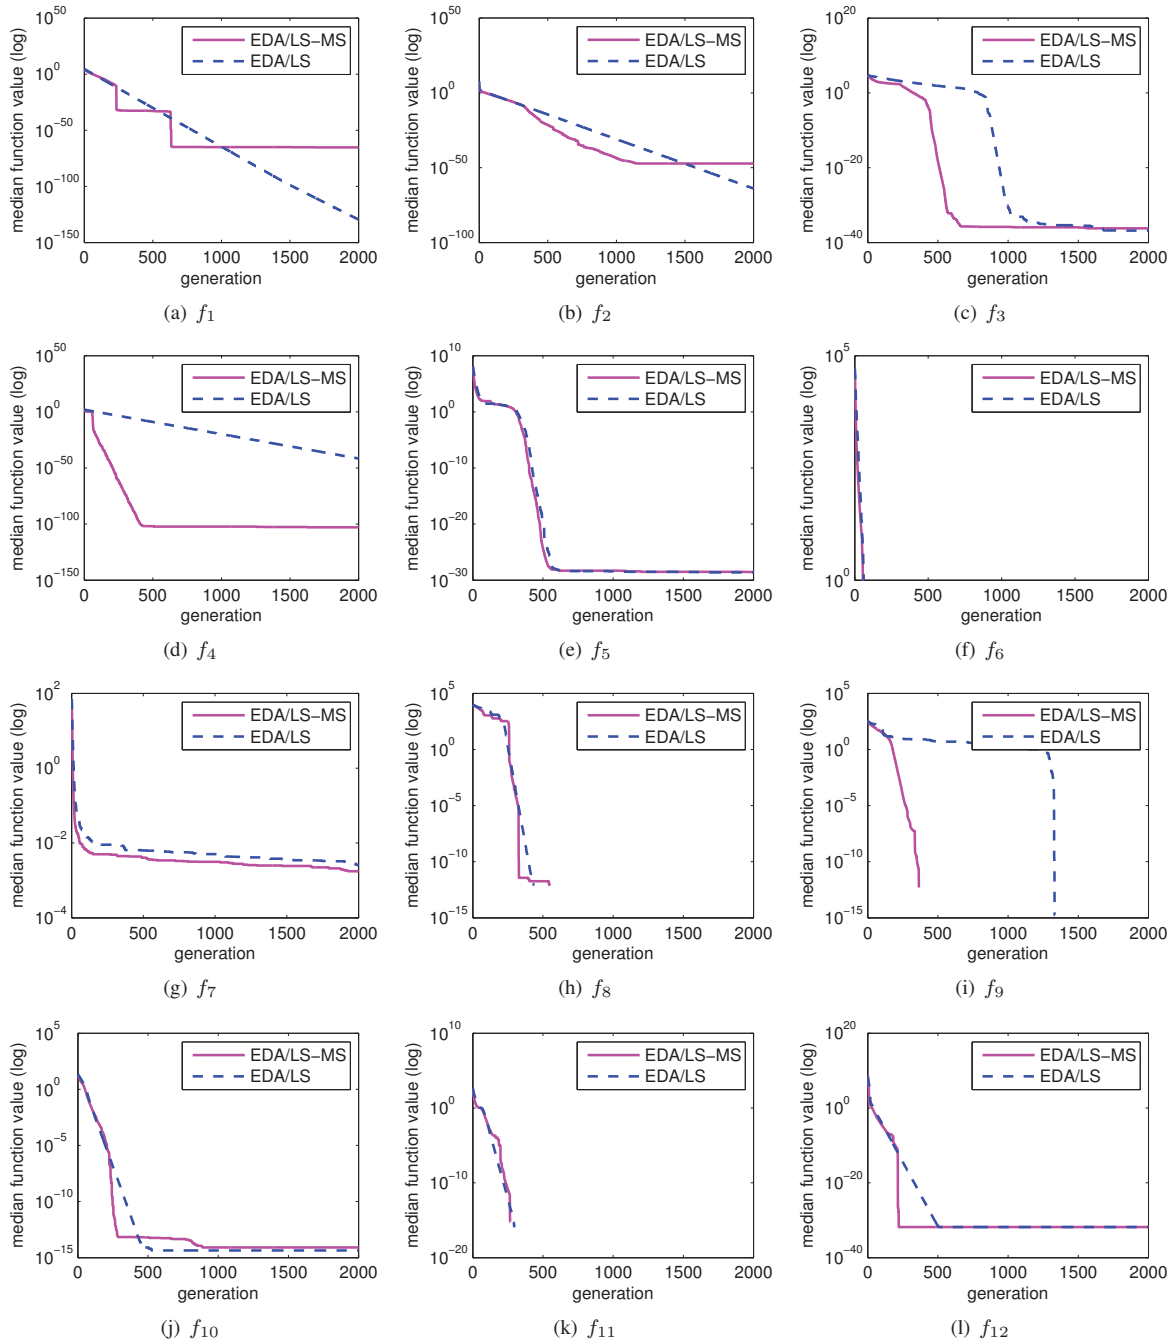 median function value (log)
10^50
10^0
10^−50
10^−100
10^−150
EDA/LS−MS
EDA/LS
0 500 1000 1500 2000
generation
(a) f_1
median function value (log)
10^50
10^0
10^−50
10^−100
EDA/LS−MS
EDA/LS
0 500 1000 1500 2000
generation
(b) f_2
median function value (log)
10^20
10^0
10^−20
10^−40
EDA/LS−MS
EDA/LS
0 500 1000 1500 2000
generation
(c) f_3
median function value (log)
10^50
10^0
10^−50
10^−100
10^−150
EDA/LS−MS
EDA/LS
0 500 1000 1500 2000
generation
(d) f_4
median function value (log)
10^10
10^0
10^−10
10^−20
10^−30
EDA/LS−MS
EDA/LS
0 500 1000 1500 2000
generation
(e) f_5
median function value (log)
10^5
10^0
EDA/LS−MS
EDA/LS
0 500 1000 1500 2000
generation
(f) f_6
median function value (log)
10^2
10^0
10^−2
10^−4
EDA/LS−MS
EDA/LS
0 500 1000 1500 2000
generation
(g) f_7
median function value (log)
10^5
10^0
10^−5
10^−10
10^−15
EDA/LS−MS
EDA/LS
0 500 1000 1500 2000
generation
(h) f_8
median function value (log)
10^5
10^0
10^−5
10^−10
10^−15
EDA/LS−MS
EDA/LS
0 500 1000 1500 2000
generation
(i) f_9
median function value (log)
10^5
10^0
10^−5
10^−10
10^−15
EDA/LS−MS
EDA/LS
0 500 1000 1500 2000
generation
(j) f_10
median function value (log)
10^10
10^0
10^−10
10^−20
EDA/LS−MS
EDA/LS
0 500 1000 1500 2000
generation
(k) f_11
median function value (log)
10^20
10^0
10^−20
10^−40
EDA/LS−MS
EDA/LS
0 500 1000 1500 2000
generation
(l) f_12